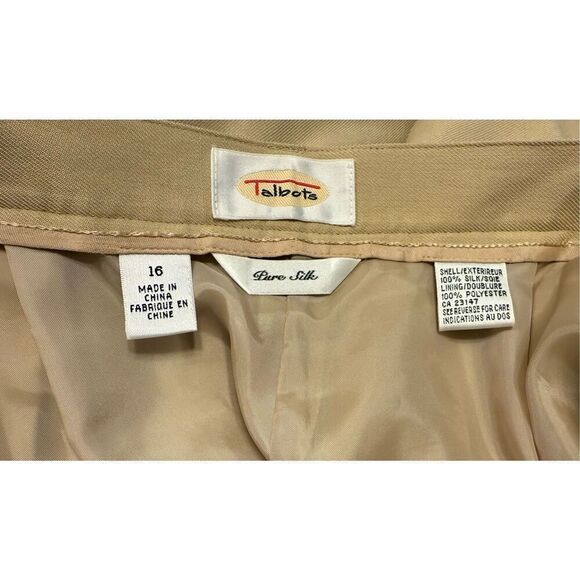 Talbots
16
MADE IN
CHINA
FABRIQUE EN
CHINE
Pure Silk
SHELL/EXTERIEUR
100% SILK/SOIE
LINING/DOUBLURE
100% POLYESTER
CA 23147
SEE REVERSE FOR CARE
INDICATIONS AU DOS